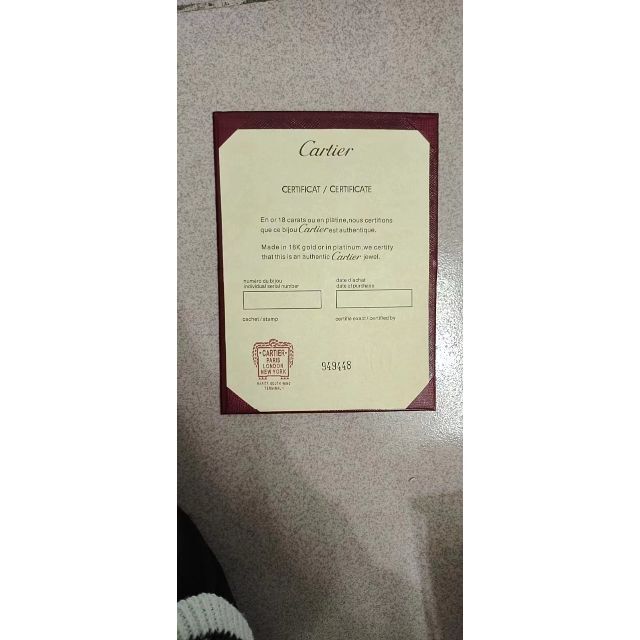 Cartier
CERTIFICAT / CERTIFICATE
En or 18 carats ou en platine,nous certifions
que ce bijou Cartier est authentique.
Made in 18K gold or in platinum,we certify
that this is an authentic Cartier jewel.
numéro du bijou
individual serial number
date d'achat
date of purchase
cachet / stamp
certifié exact / certified by
CARTIER
PARIS
LONDON
NEW YORK
SOUTH WING
TERMINAL
949448